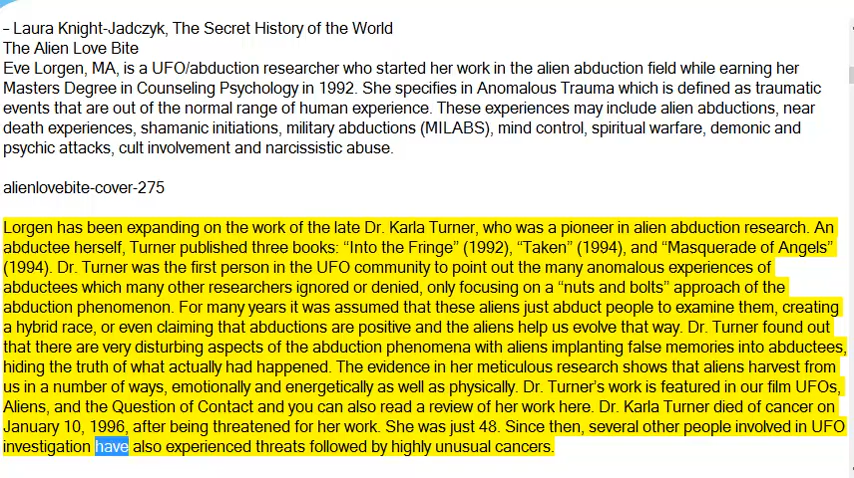 – Laura Knight-Jadczyk, The Secret History of the World
The Alien Love Bite
Eve Lorgen, MA, is a UFO/abduction researcher who started her work in the alien abduction field while earning her
Masters Degree in Counseling Psychology in 1992. She specifies in Anomalous Trauma which is defined as traumatic
events that are out of the normal range of human experience. These experiences may include alien abductions, near
death experiences, shamanic initiations, military abductions (MILABS), mind control, spiritual warfare, demonic and
psychic attacks, cult involvement and narcissistic abuse.
alienlovebite-cover-275
Lorgen has been expanding on the work of the late Dr. Karla Turner, who was a pioneer in alien abduction research. An
abductee herself, Turner published three books: “Into the Fringe” (1992), “Taken” (1994), and “Masquerade of Angels”
(1994). Dr. Turner was the first person in the UFO community to point out the many anomalous experiences of
abductees which many other researchers ignored or denied, only focusing on a “nuts and bolts” approach of the
abduction phenomenon. For many years it was assumed that these aliens just abduct people to examine them, creating
a hybrid race, or even claiming that abductions are positive and the aliens help us evolve that way. Dr. Turner found out
that there are very disturbing aspects of the abduction phenomena with aliens implanting false memories into abductees,
hiding the truth of what actually had happened. The evidence in her meticulous research shows that aliens harvest from
us in a number of ways, emotionally and energetically as well as physically. Dr. Turner’s work is featured in our film UFOs,
Aliens, and the Question of Contact and you can also read a review of her work here. Dr. Karla Turner died of cancer on
January 10, 1996, after being threatened for her work. She was just 48. Since then, several other people involved in UFO
investigation have also experienced threats followed by highly unusual cancers.